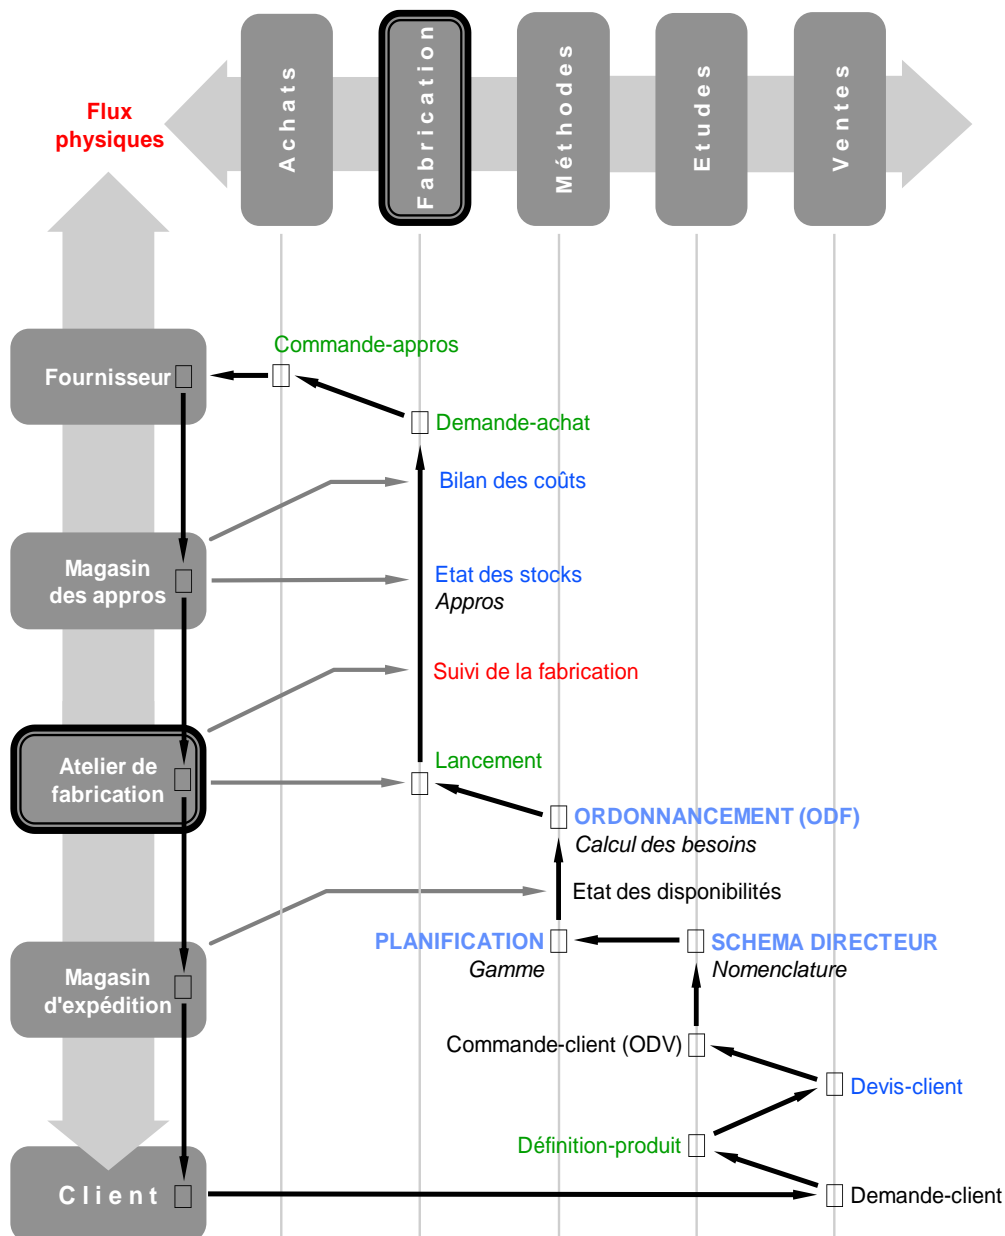 Achats
Fabrication
Méthodes
Etudes
Ventes
Flux
physiques
Commande-appros
Fournisseur
Demande-achat
Bilan des coûts
Magasin
des appros
Etat des stocks
Appros
Suivi de la fabrication
Atelier de
fabrication
Lancement
ORDONNANCEMENT (ODF)
Calcul des besoins
Etat des disponibilités
PLANIFICATION
Gamme
SCHEMA DIRECTEUR
Nomenclature
Magasin
d'expédition
Commande-client (ODV)
Devis-client
Définition-produit
Client
Demande-client